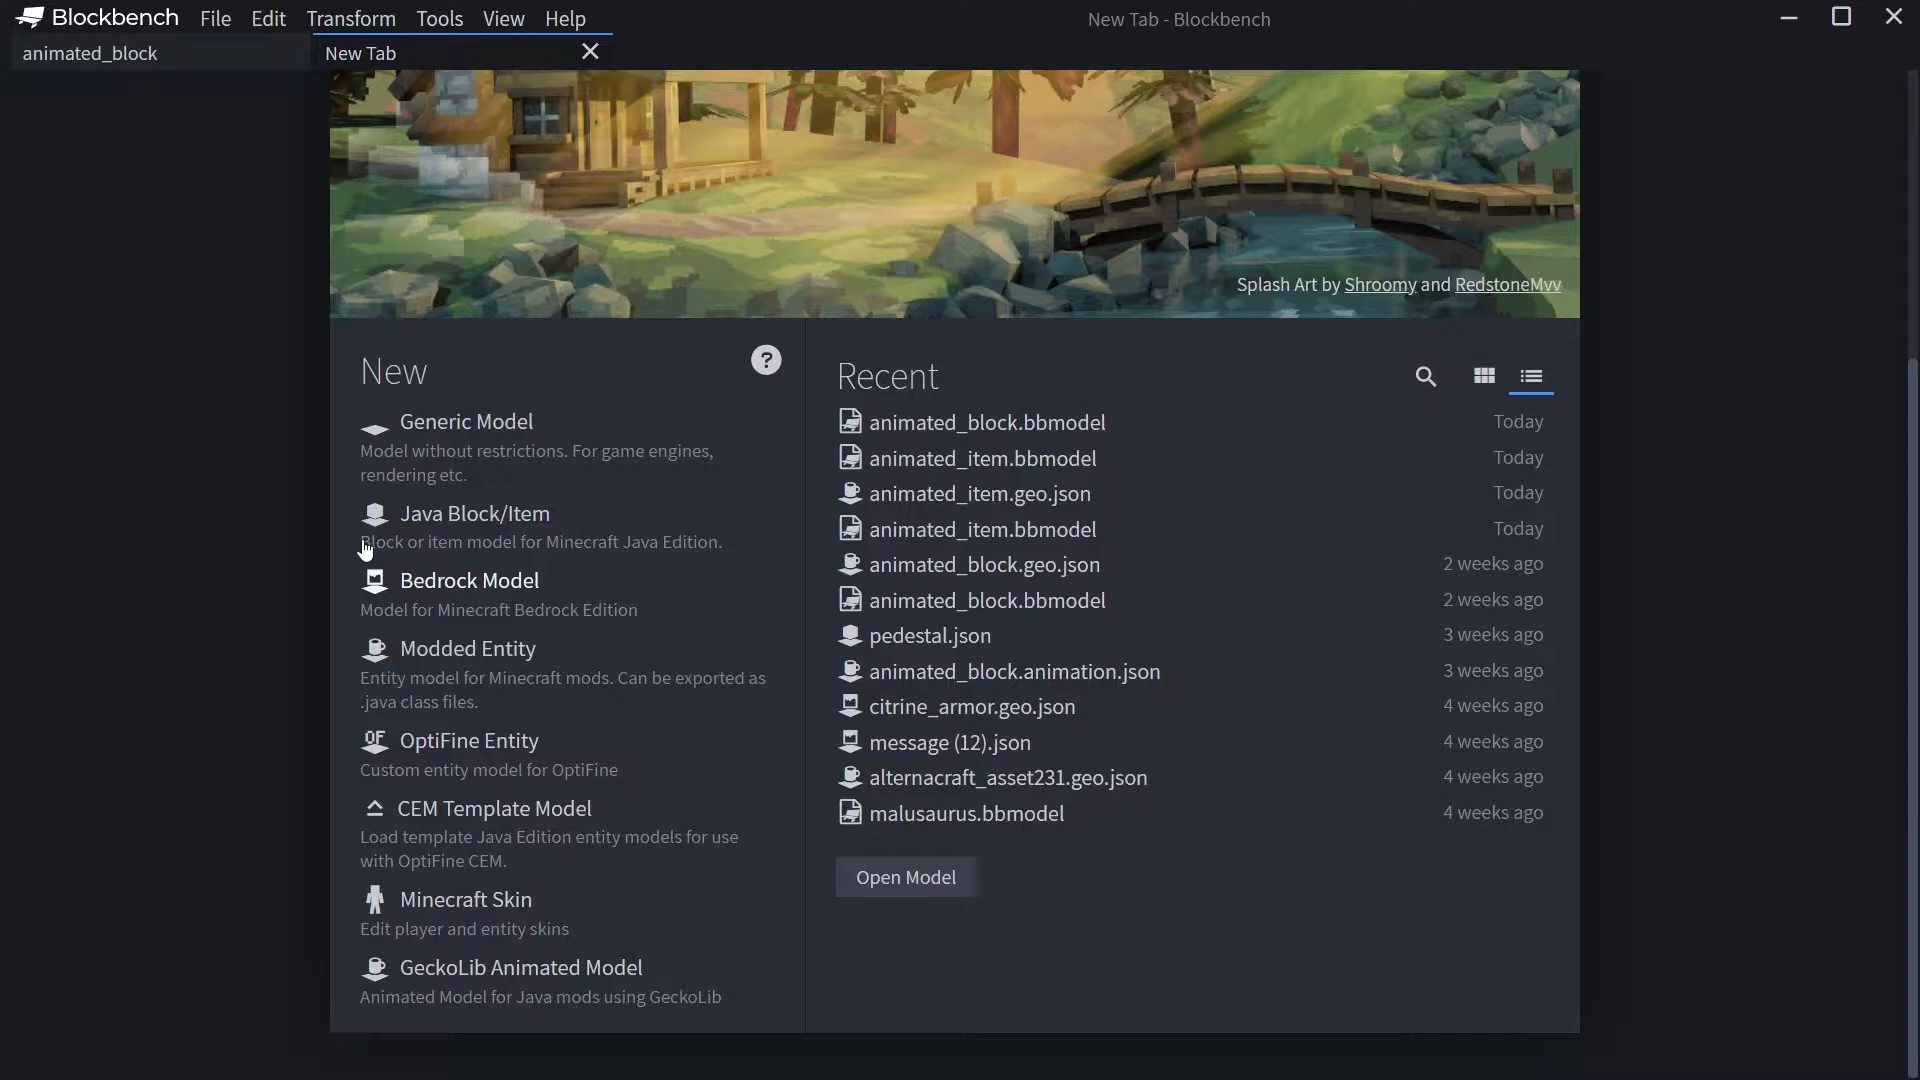 Blockbench File Edit Transform Tools View Help
New Tab - Blockbench
animated_block
New Tab
Splash Art by Shroomy and RedstoneMvv
New
?
Generic Model
Model without restrictions. For game engines,
rendering etc.
Java Block/Item
Block or item model for Minecraft Java Edition.
Bedrock Model
Model for Minecraft Bedrock Edition
Modded Entity
Entity model for Minecraft mods. Can be exported as
.java class files.
OF OptiFine Entity
Custom entity model for OptiFine
CEM Template Model
Load template Java Edition entity models for use
with OptiFine CEM.
Minecraft Skin
Edit player and entity skins
GeckoLib Animated Model
Animated Model for Java mods using GeckoLib
Recent
animated_block.bbmodel Today
animated_item.bbmodel Today
animated_item.geo.json Today
animated_item.bbmodel Today
animated_block.geo.json 2 weeks ago
animated_block.bbmodel 2 weeks ago
pedestal.json 3 weeks ago
animated_block.animation.json 3 weeks ago
citrine_armor.geo.json 4 weeks ago
message (12).json 4 weeks ago
alternacraft_asset231.geo.json 4 weeks ago
malusaurus.bbmodel 4 weeks ago
Open Model